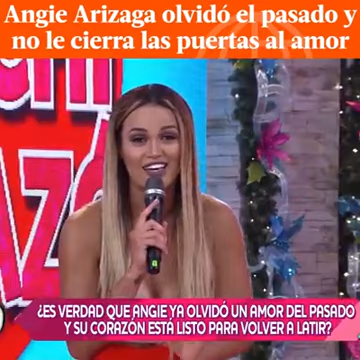 Angie Arizaga olvidó el pasado y
no le cierra las puertas al amor
¿ES VERDAD QUE ANGIE YA OLVIDÓ UN AMOR DEL PASADO
Y SU CORAZÓN ESTÁ LISTO PARA VOLVER A LATIR?